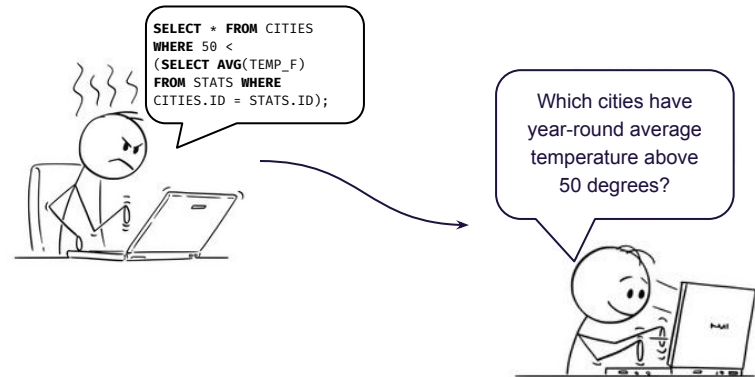 SELECT * FROM CITIES
WHERE 50 <
(SELECT AVG(TEMP_F)
FROM STATS WHERE
CITIES.ID = STATS.ID);
Which cities have
year-round average
temperature above
50 degrees?